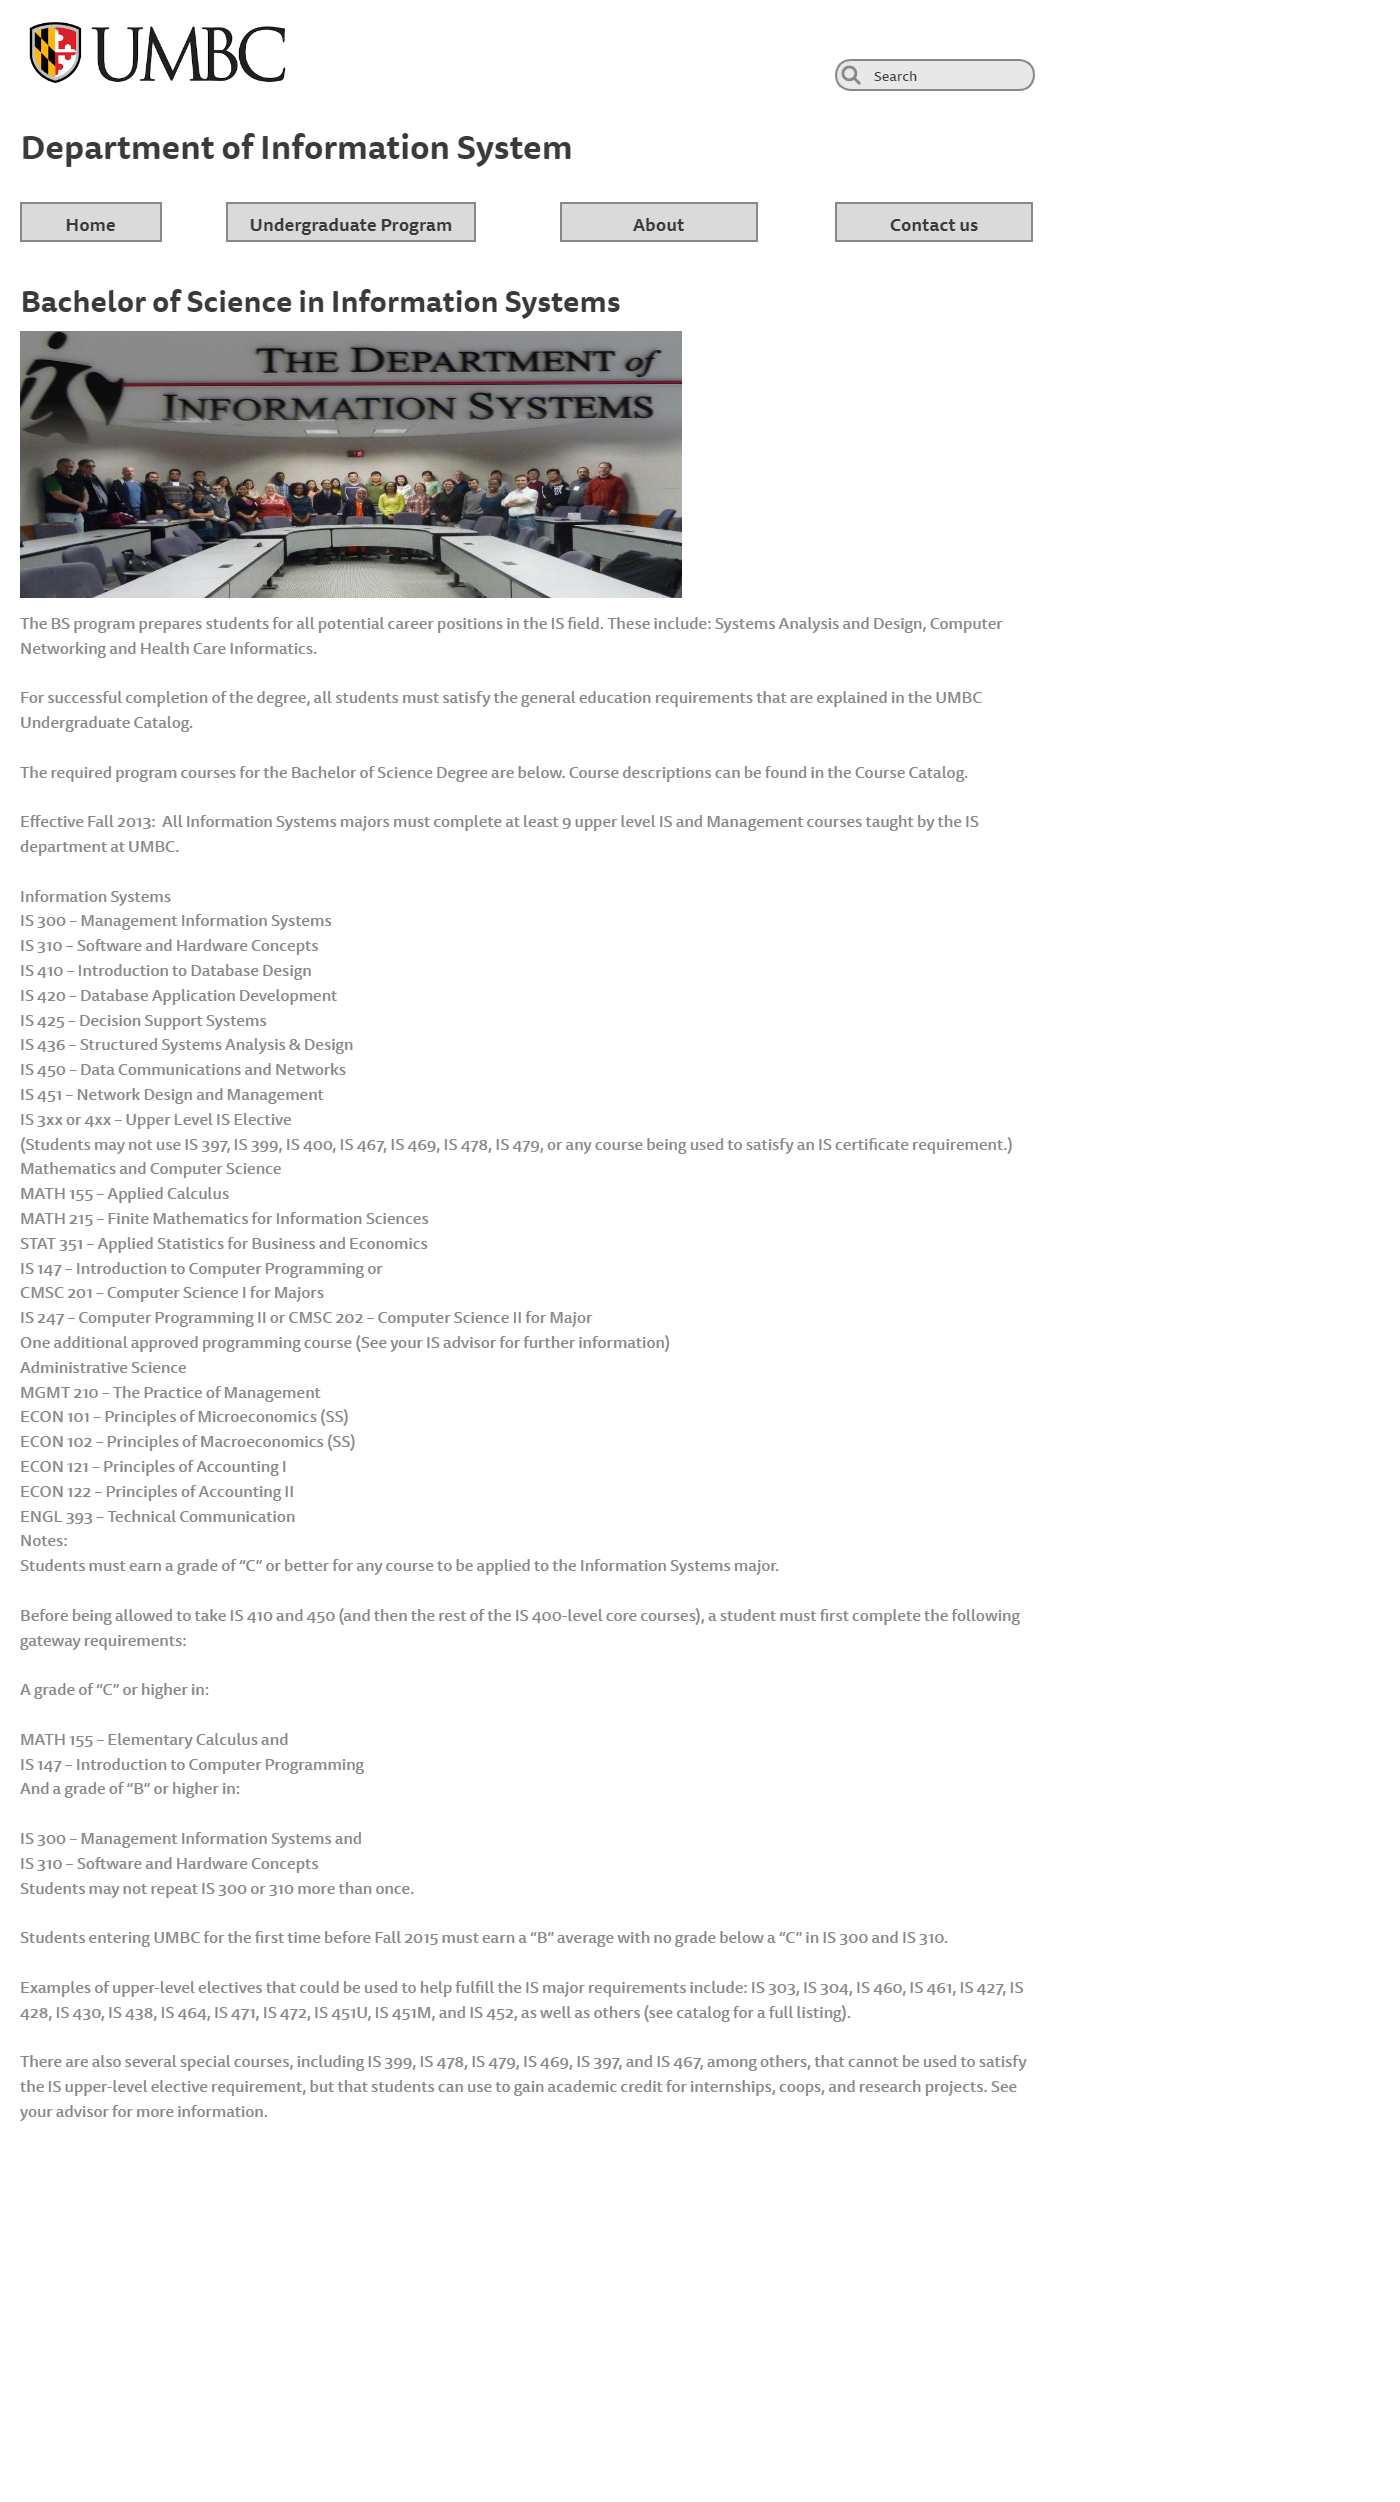 UMBC
Search
Department of Information System
Home
Undergraduate Program
About
Contact us
Bachelor of Science in Information Systems
is
THE DEPARTMENT of
INFORMATION SYSTEMS
The BS program prepares students for all potential career positions in the IS field. These include: Systems Analysis and Design, Computer
Networking and Health Care Informatics.
For successful completion of the degree, all students must satisfy the general education requirements that are explained in the UMBC
Undergraduate Catalog.
The required program courses for the Bachelor of Science Degree are below. Course descriptions can be found in the Course Catalog.
Effective Fall 2013:  All Information Systems majors must complete at least 9 upper level IS and Management courses taught by the IS
department at UMBC.
Information Systems
IS 300 – Management Information Systems
IS 310 – Software and Hardware Concepts
IS 410 – Introduction to Database Design
IS 420 – Database Application Development
IS 425 – Decision Support Systems
IS 436 – Structured Systems Analysis & Design
IS 450 – Data Communications and Networks
IS 451 – Network Design and Management
IS 3xx or 4xx – Upper Level IS Elective
(Students may not use IS 397, IS 399, IS 400, IS 467, IS 469, IS 478, IS 479, or any course being used to satisfy an IS certificate requirement.)
Mathematics and Computer Science
MATH 155 – Applied Calculus
MATH 215 – Finite Mathematics for Information Sciences
STAT 351 – Applied Statistics for Business and Economics
IS 147 – Introduction to Computer Programming or
CMSC 201 – Computer Science I for Majors
IS 247 – Computer Programming II or CMSC 202 – Computer Science II for Major
One additional approved programming course (See your IS advisor for further information)
Administrative Science
MGMT 210 – The Practice of Management
ECON 101 – Principles of Microeconomics (SS)
ECON 102 – Principles of Macroeconomics (SS)
ECON 121 – Principles of Accounting I
ECON 122 – Principles of Accounting II
ENGL 393 – Technical Communication
Notes:
Students must earn a grade of “C” or better for any course to be applied to the Information Systems major.
Before being allowed to take IS 410 and 450 (and then the rest of the IS 400-level core courses), a student must first complete the following
gateway requirements:
A grade of “C” or higher in:
MATH 155 – Elementary Calculus and
IS 147 – Introduction to Computer Programming
And a grade of “B” or higher in:
IS 300 – Management Information Systems and
IS 310 – Software and Hardware Concepts
Students may not repeat IS 300 or 310 more than once.
Students entering UMBC for the first time before Fall 2015 must earn a “B” average with no grade below a “C” in IS 300 and IS 310.
Examples of upper-level electives that could be used to help fulfill the IS major requirements include: IS 303, IS 304, IS 460, IS 461, IS 427, IS
428, IS 430, IS 438, IS 464, IS 471, IS 472, IS 451U, IS 451M, and IS 452, as well as others (see catalog for a full listing).
There are also several special courses, including IS 399, IS 478, IS 479, IS 469, IS 397, and IS 467, among others, that cannot be used to satisfy
the IS upper-level elective requirement, but that students can use to gain academic credit for internships, coops, and research projects. See
your advisor for more information.